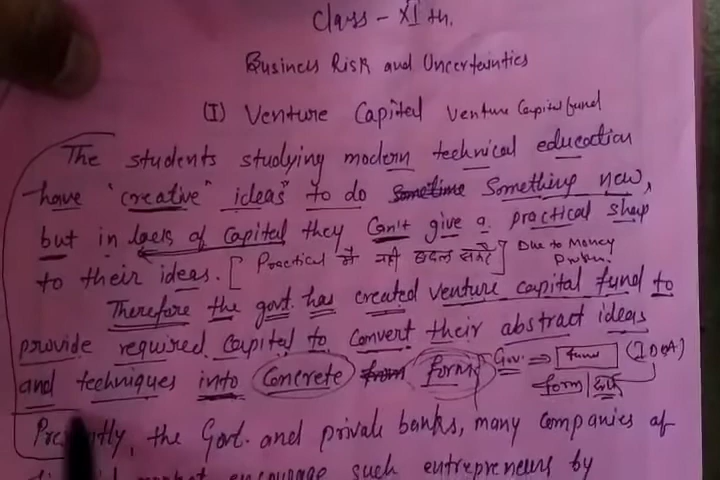 Class - XI th.
Business Risk and Uncertainties
(I) Venture Capital Venture Capital fund
The students studying modern technical education
have "creative" ideas" to do sometime Something new,
but in lack of capital they Can't give a practical shap
to their ideas. [ Practical में नहीं बदल सकते ] Due to Money
Therefore the govt. has created venture capital fund to
provide required capital to convert their abstract ideas
and techniques into Concrete from forms Gov. ⇒ fund (IDEA)
form
Presently, the Govt. and private banks, many companies of
market encourage such entrepreneurs by